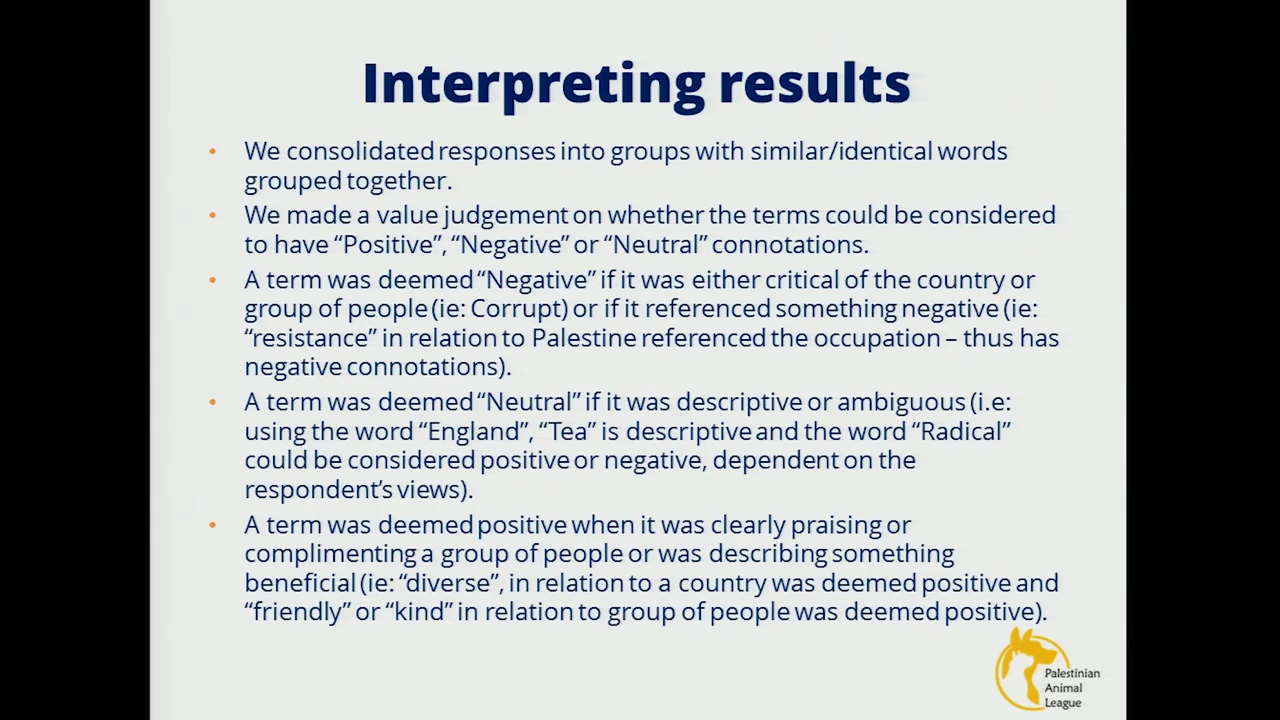 Interpreting results
• We consolidated responses into groups with similar/identical words
grouped together.
• We made a value judgement on whether the terms could be considered
to have “Positive”, “Negative” or “Neutral” connotations.
• A term was deemed “Negative” if it was either critical of the country or
group of people (ie: Corrupt) or if it referenced something negative (ie:
“resistance” in relation to Palestine referenced the occupation – thus has
negative connotations).
• A term was deemed “Neutral” if it was descriptive or ambiguous (i.e:
using the word “England”, “Tea” is descriptive and the word “Radical”
could be considered positive or negative, dependent on the
respondent’s views).
• A term was deemed positive when it was clearly praising or
complimenting a group of people or was describing something
beneficial (ie: “diverse”, in relation to a country was deemed positive and
“friendly” or “kind” in relation to group of people was deemed positive).
Palestinian
Animal
League